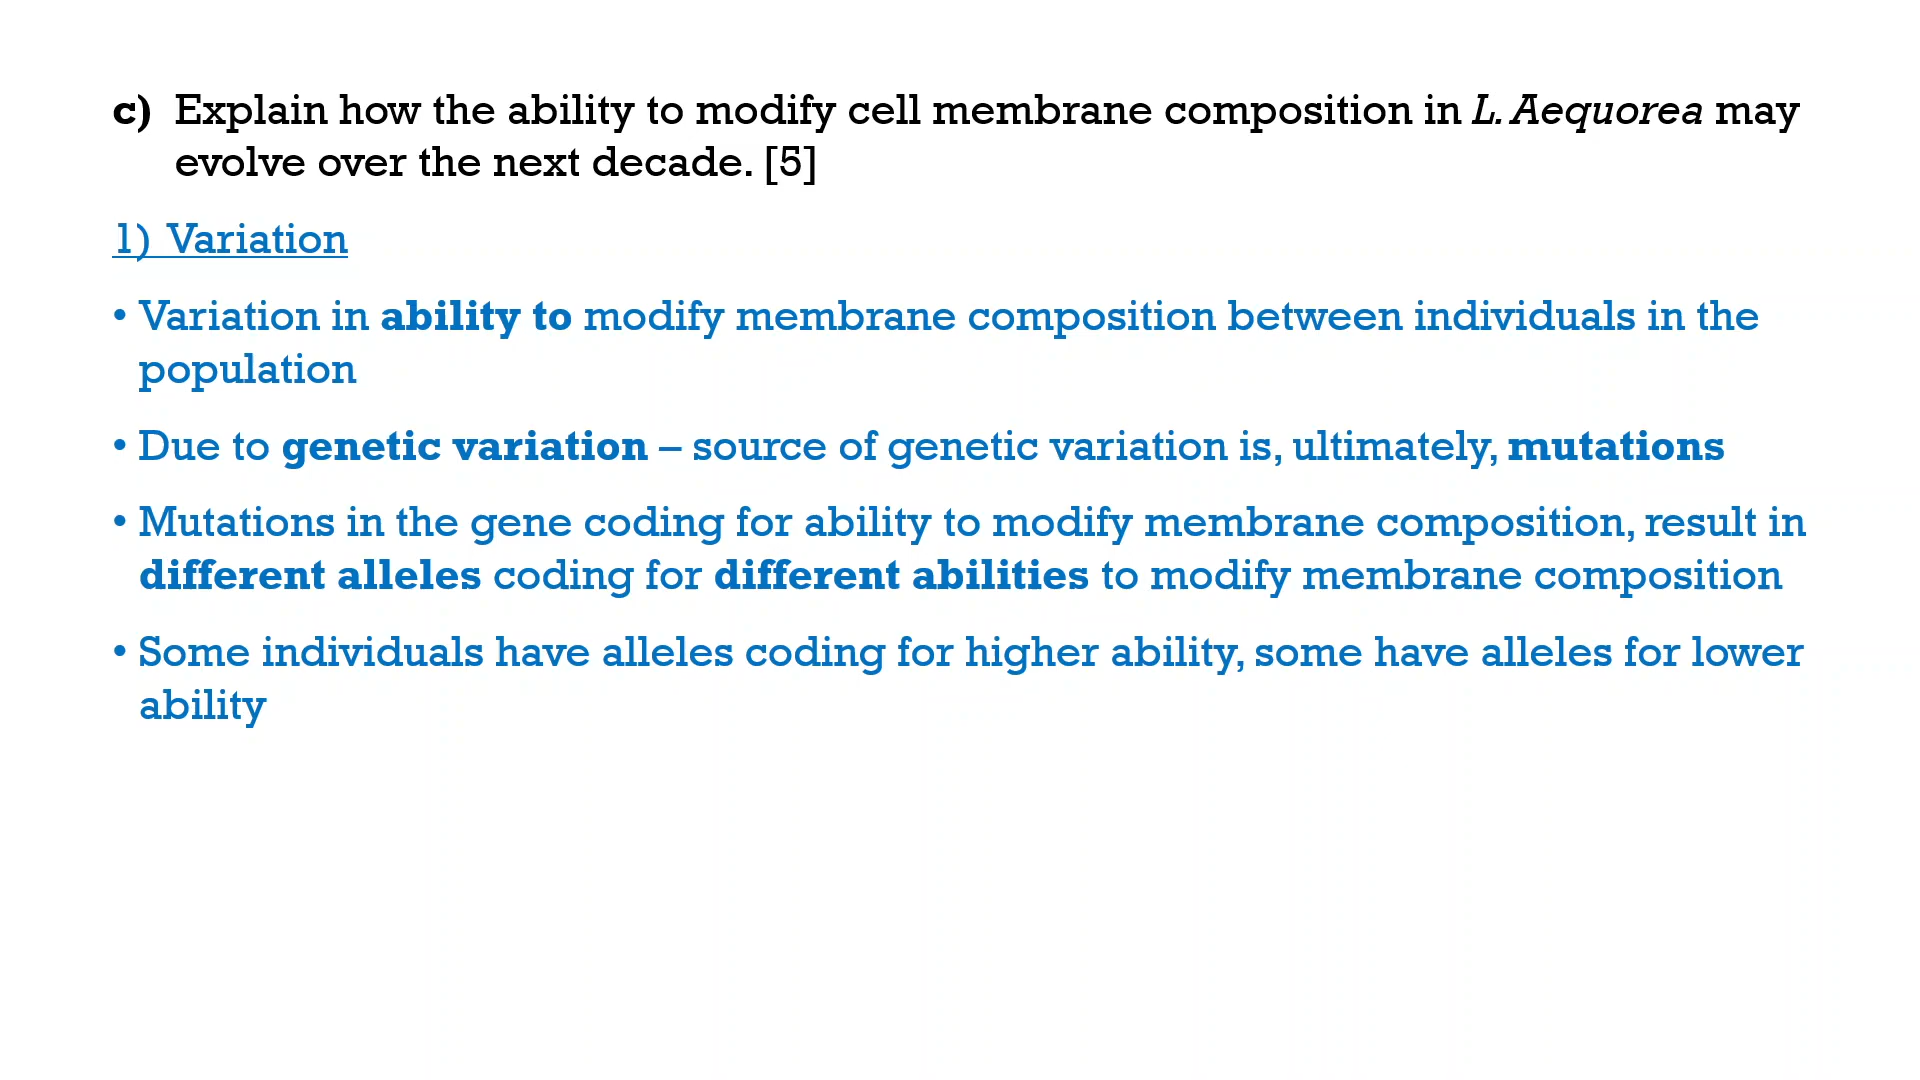 c) Explain how the ability to modify cell membrane composition in L. Aequorea may
evolve over the next decade. [5]
1) Variation
• Variation in ability to modify membrane composition between individuals in the
population
• Due to genetic variation – source of genetic variation is, ultimately, mutations
• Mutations in the gene coding for ability to modify membrane composition, result in
different alleles coding for different abilities to modify membrane composition
• Some individuals have alleles coding for higher ability, some have alleles for lower
ability